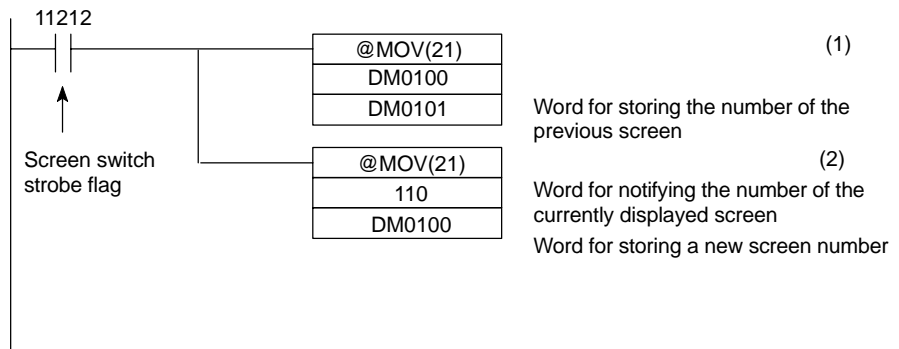 11212
@MOV(21)
(1)
DM0100
DM0101
Word for storing the number of the
previous screen
Screen switch
strobe flag
@MOV(21)
(2)
110
Word for notifying the number of the
currently displayed screen
DM0100
Word for storing a new screen number